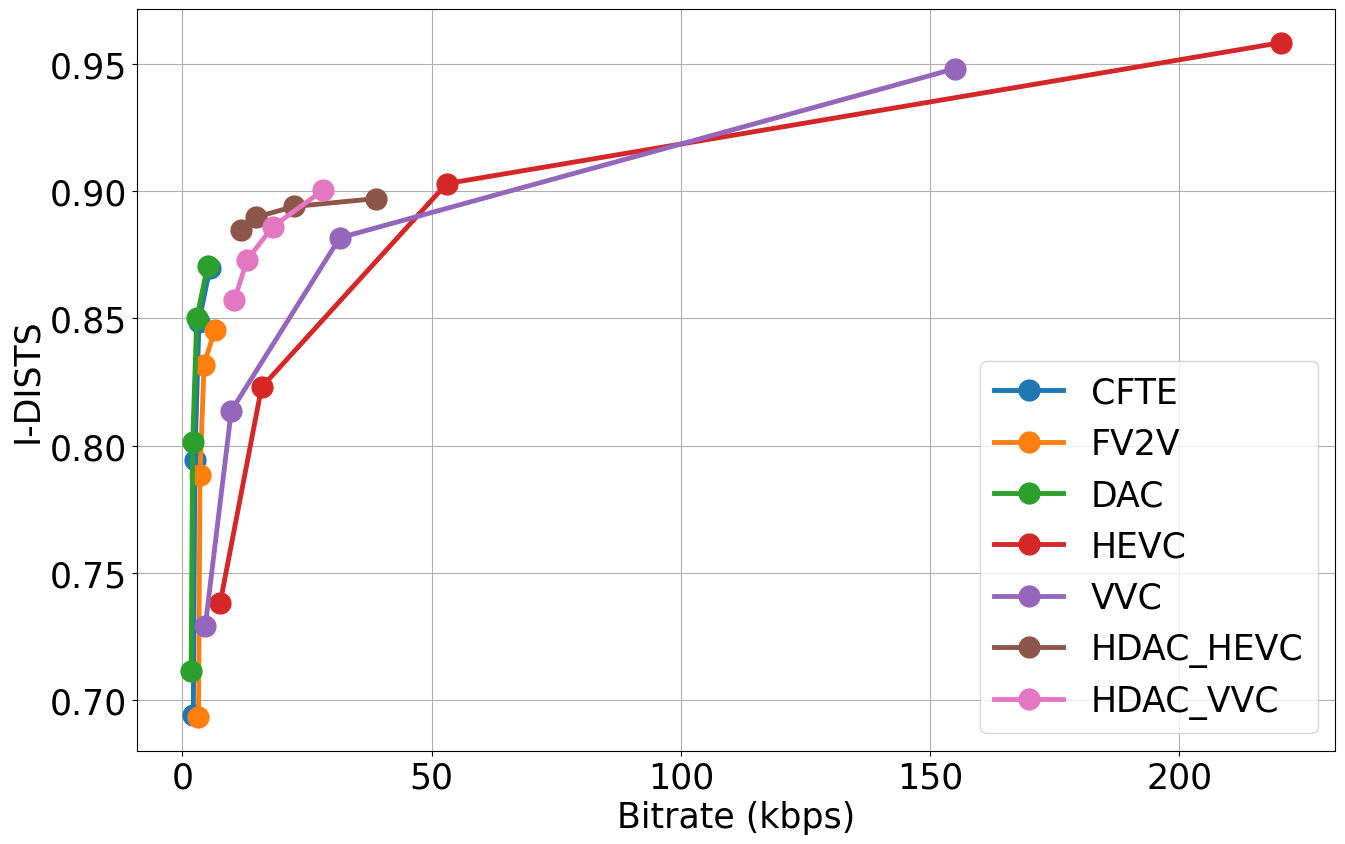 I-DISTS
0.95
0.90
0.85
0.80
0.75
0.70
0
50
100
150
200
Bitrate (kbps)
CFTE
FV2V
DAC
HEVC
VVC
HDAC_HEVC
HDAC_VVC